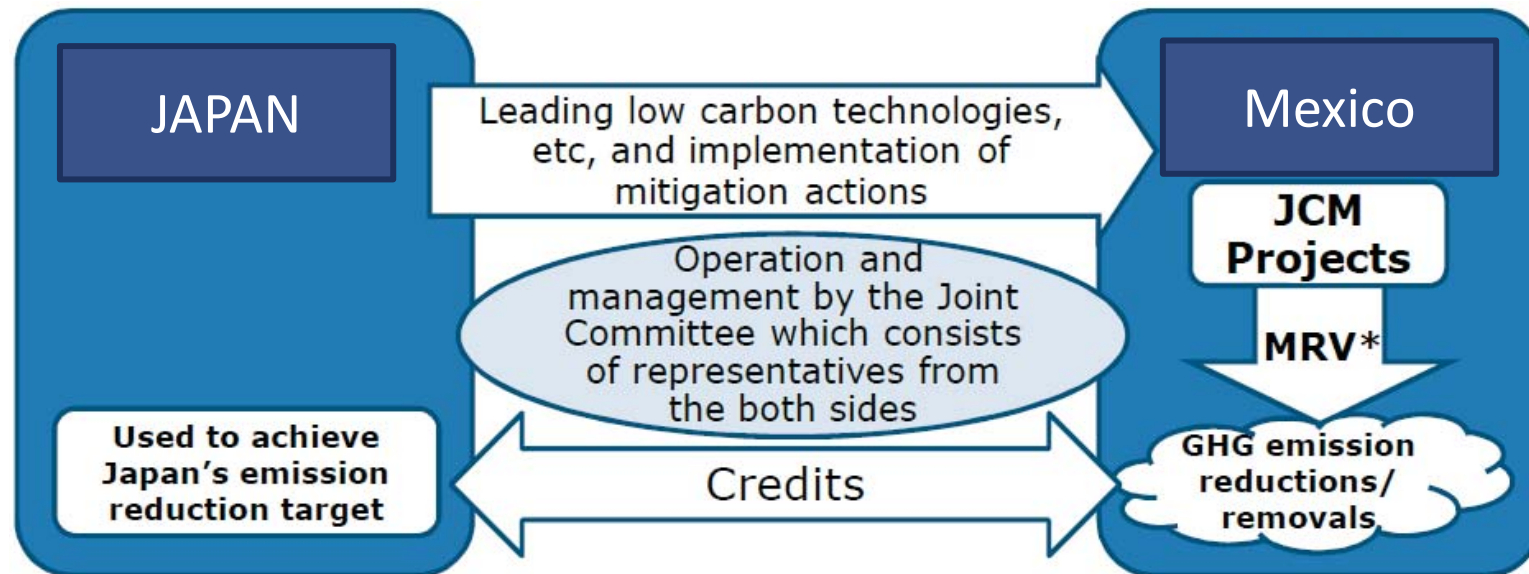 JAPAN
Leading low carbon technologies,
etc, and implementation of
mitigation actions
Mexico
JCM
Projects
Operation and
management by the Joint
Committee which consists
of representatives from
the both sides
MRV*
Used to achieve
Japan's emission
reduction target
Credits
GHG emission
reductions/
removals